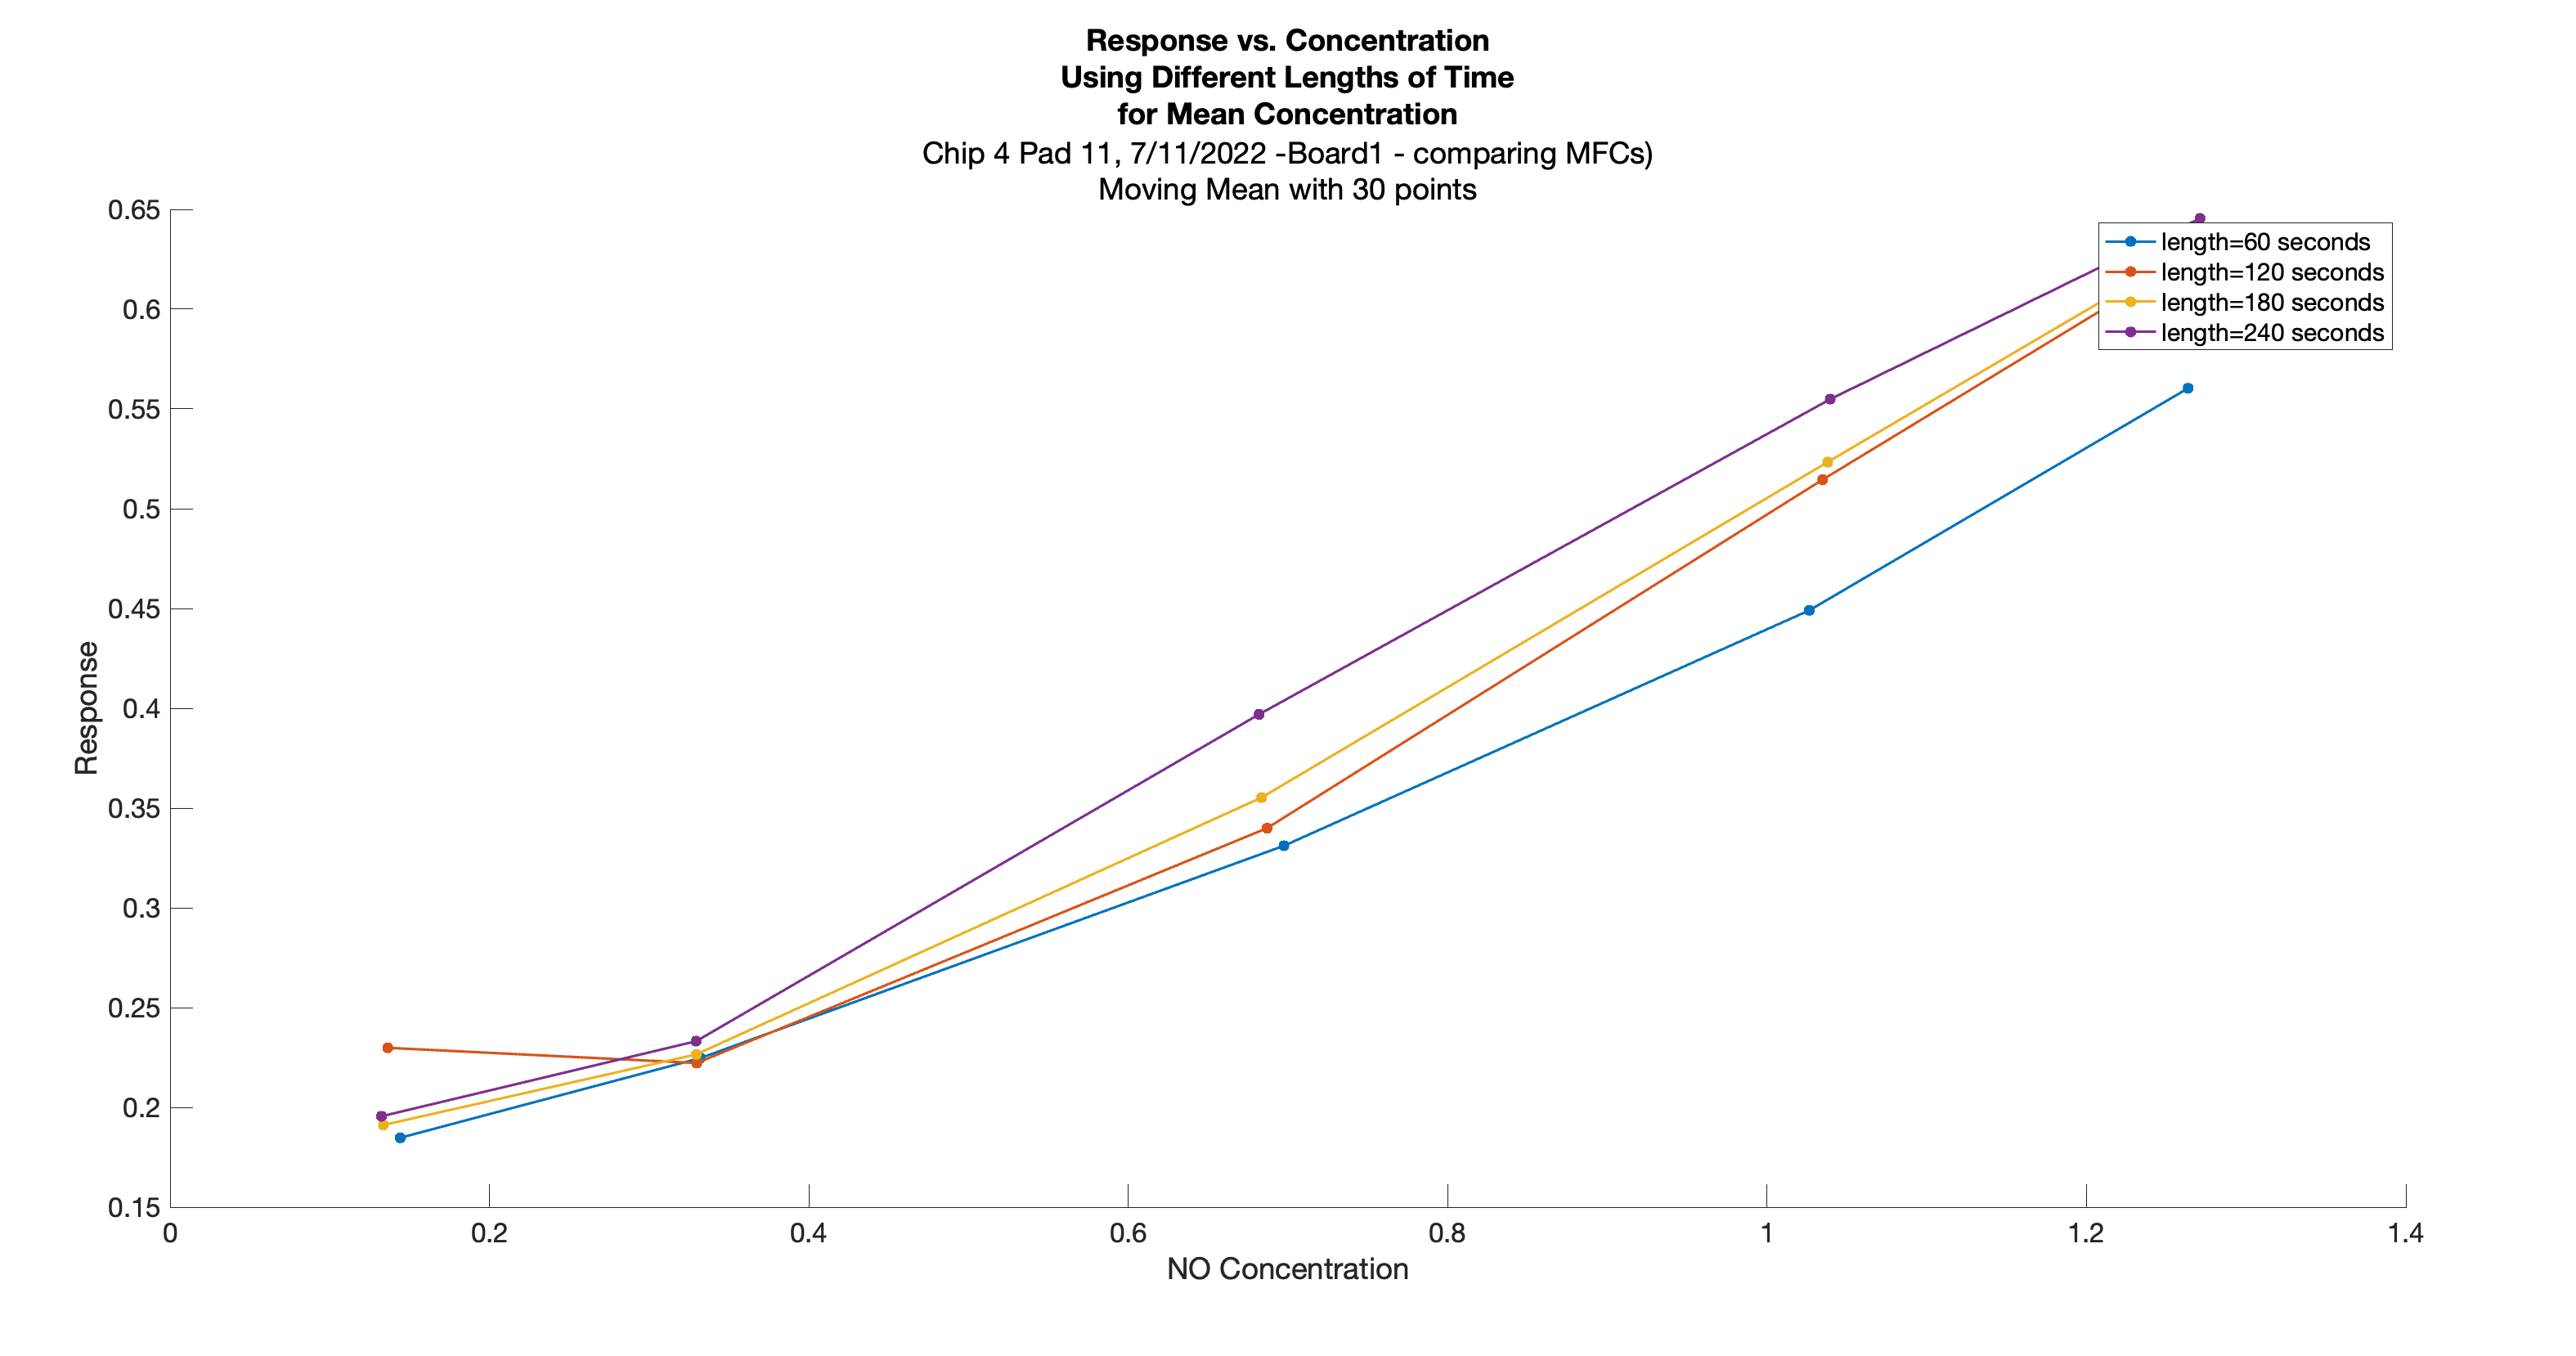 Response vs. Concentration
Using Different Lengths of Time
for Mean Concentration
Chip 4 Pad 11, 7/11/2022 -Board1 - comparing MFCs)
Moving Mean with 30 points
0.65
0.6
0.55
0.5
0.45
0.4
0.35
0.3
0.25
0.2
0.15
Response
length=60 seconds
length=120 seconds
length=180 seconds
length=240 seconds
0 0.2 0.4 0.6 0.8 1 1.2 1.4
NO Concentration